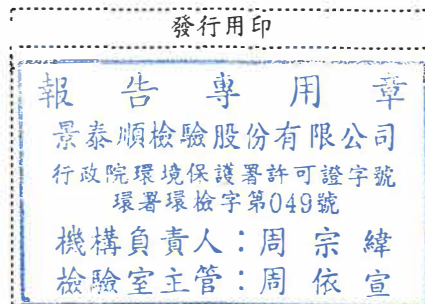 發行用印
報告專用章
景泰順檢驗股份有限公司
行政院環境保護署許可證字號
環署環檢字第049號
機構負責人：周宗緯
檢驗室主管：周依宣